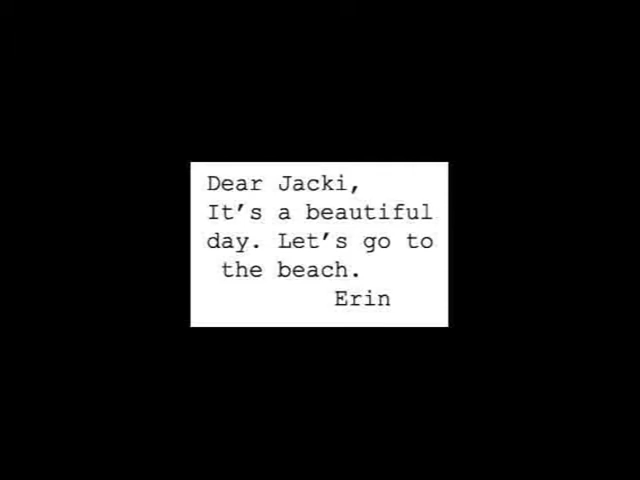 Dear Jacki,
It's a beautiful
day. Let's go to
the beach.
Erin